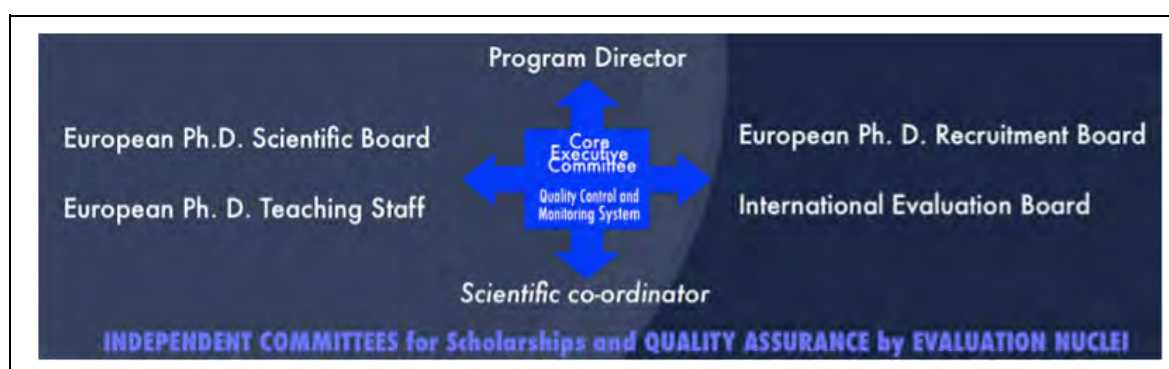 Program Director
European Ph.D. Scientific Board
European Ph. D. Teaching Staff
Core
Executive
Committee
Quality Control and
Monitoring System
European Ph. D. Recruitment Board
International Evaluation Board
Scientific co-ordinator
INDEPENDENT COMMITTEES for Scholarships and QUALITY ASSURANCE by EVALUATION NUCLEI